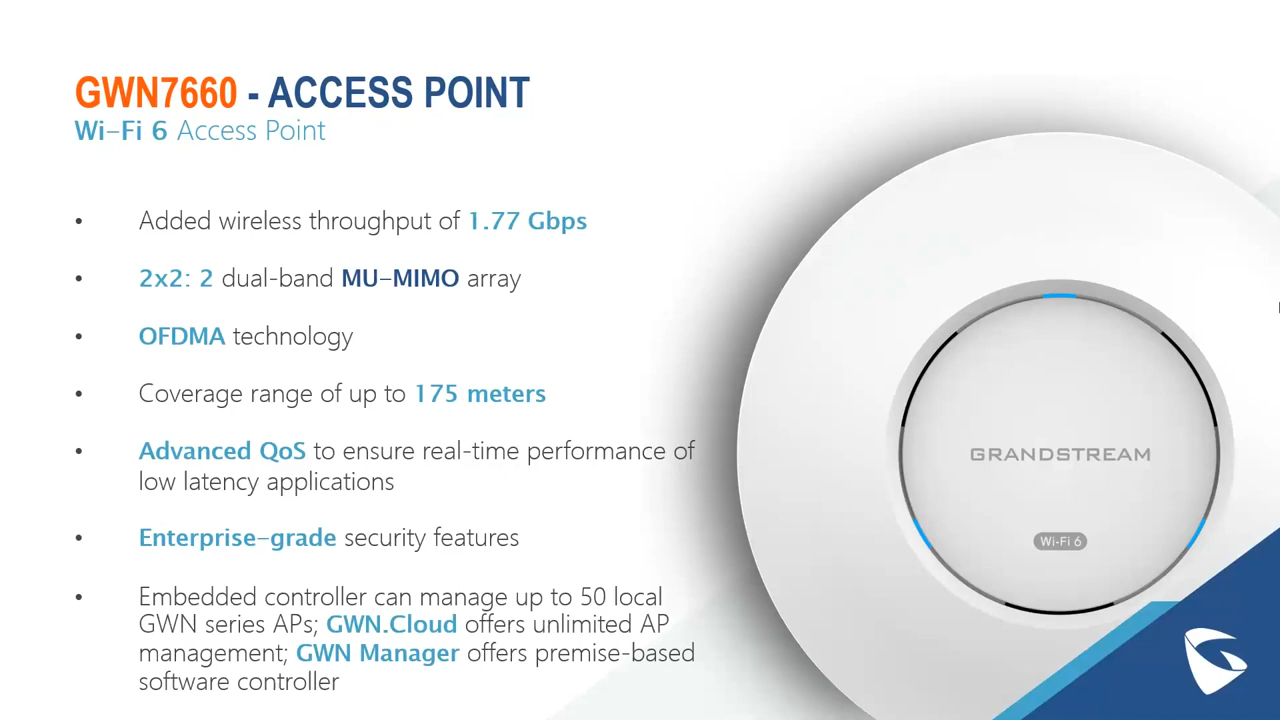 GWN7660 - ACCESS POINT
Wi-Fi 6 Access Point
• Added wireless throughput of 1.77 Gbps
• 2x2: 2 dual-band MU-MIMO array
• OFDMA technology
• Coverage range of up to 175 meters
• Advanced QoS to ensure real-time performance of
low latency applications
• Enterprise-grade security features
• Embedded controller can manage up to 50 local
GWN series APs; GWN.Cloud offers unlimited AP
management; GWN Manager offers premise-based
software controller
GRANDSTREAM
Wi-Fi 6